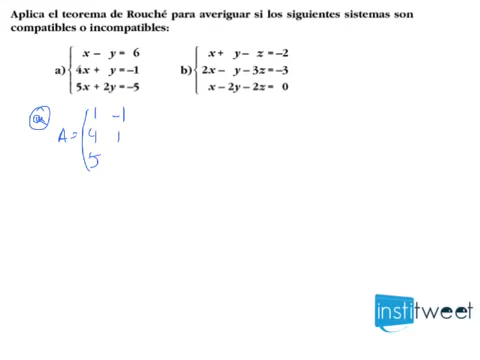 Aplica el teorema de Rouché para averiguar si los siguientes sistemas son
compatibles o incompatibles:
a) { x – y = 6
4x + y = –1
5x + 2y = –5
b) { x + y – z = –2
2x – y – 3z = –3
x – 2y – 2z = 0
a)
A = ( 1 -1
4 1
5
institweet